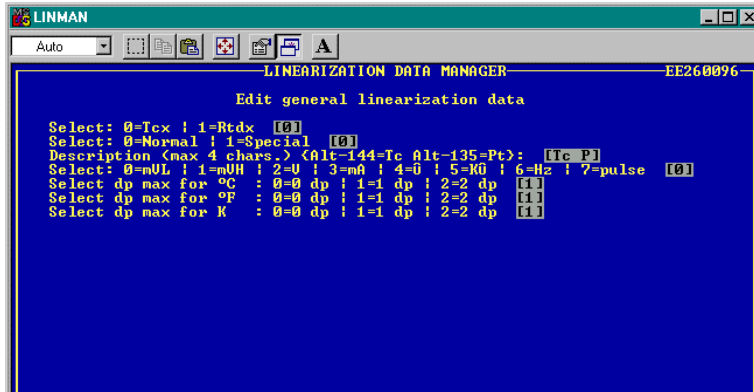 LINMAN
Auto
A
LINEARIZATION DATA MANAGER EE260096
Edit general linearization data
Select: 0=Tcx ¦ 1=Rtdx [0]
Select: 0=Normal ¦ 1=Special [0]
Description (max 4 chars.) {Alt-144=Tc Alt-135=Pt}: [Tc P]
Select: 0=mVL ¦ 1=mVH ¦ 2=V ¦ 3=mA ¦ 4=Û ¦ 5=KÛ ¦ 6=Hz ¦ 7=pulse [0]
Select dp max for ºC : 0=0 dp ¦ 1=1 dp ¦ 2=2 dp [1]
Select dp max for ºF : 0=0 dp ¦ 1=1 dp ¦ 2=2 dp [1]
Select dp max for K : 0=0 dp ¦ 1=1 dp ¦ 2=2 dp [1]